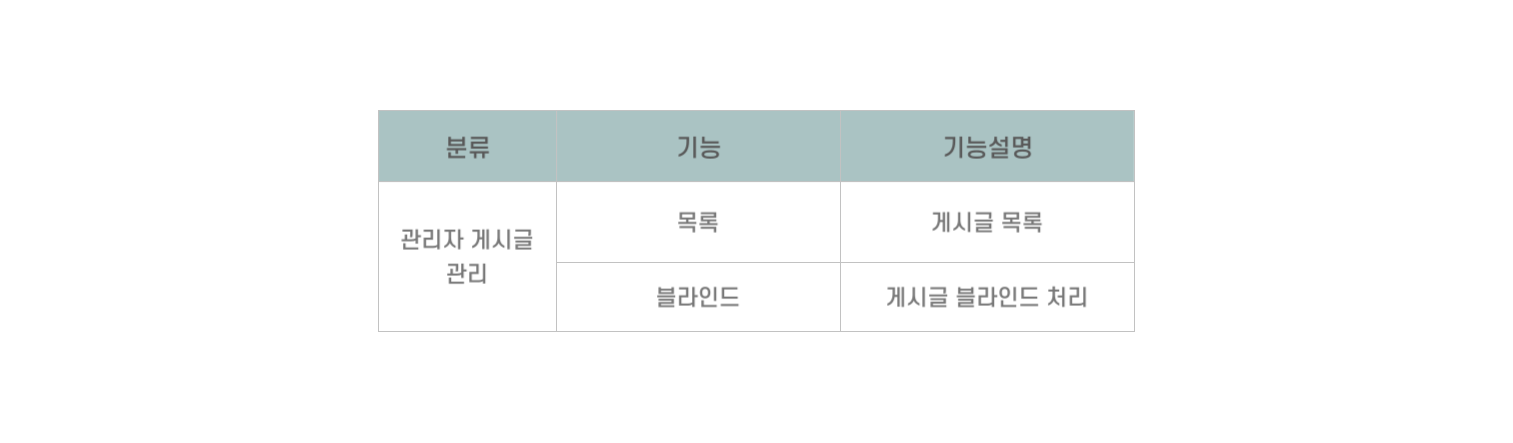 분류 기능 기능설명
목록 게시글 목록
관리자 게시글
관리
블라인드 게시글 블라인드 처리